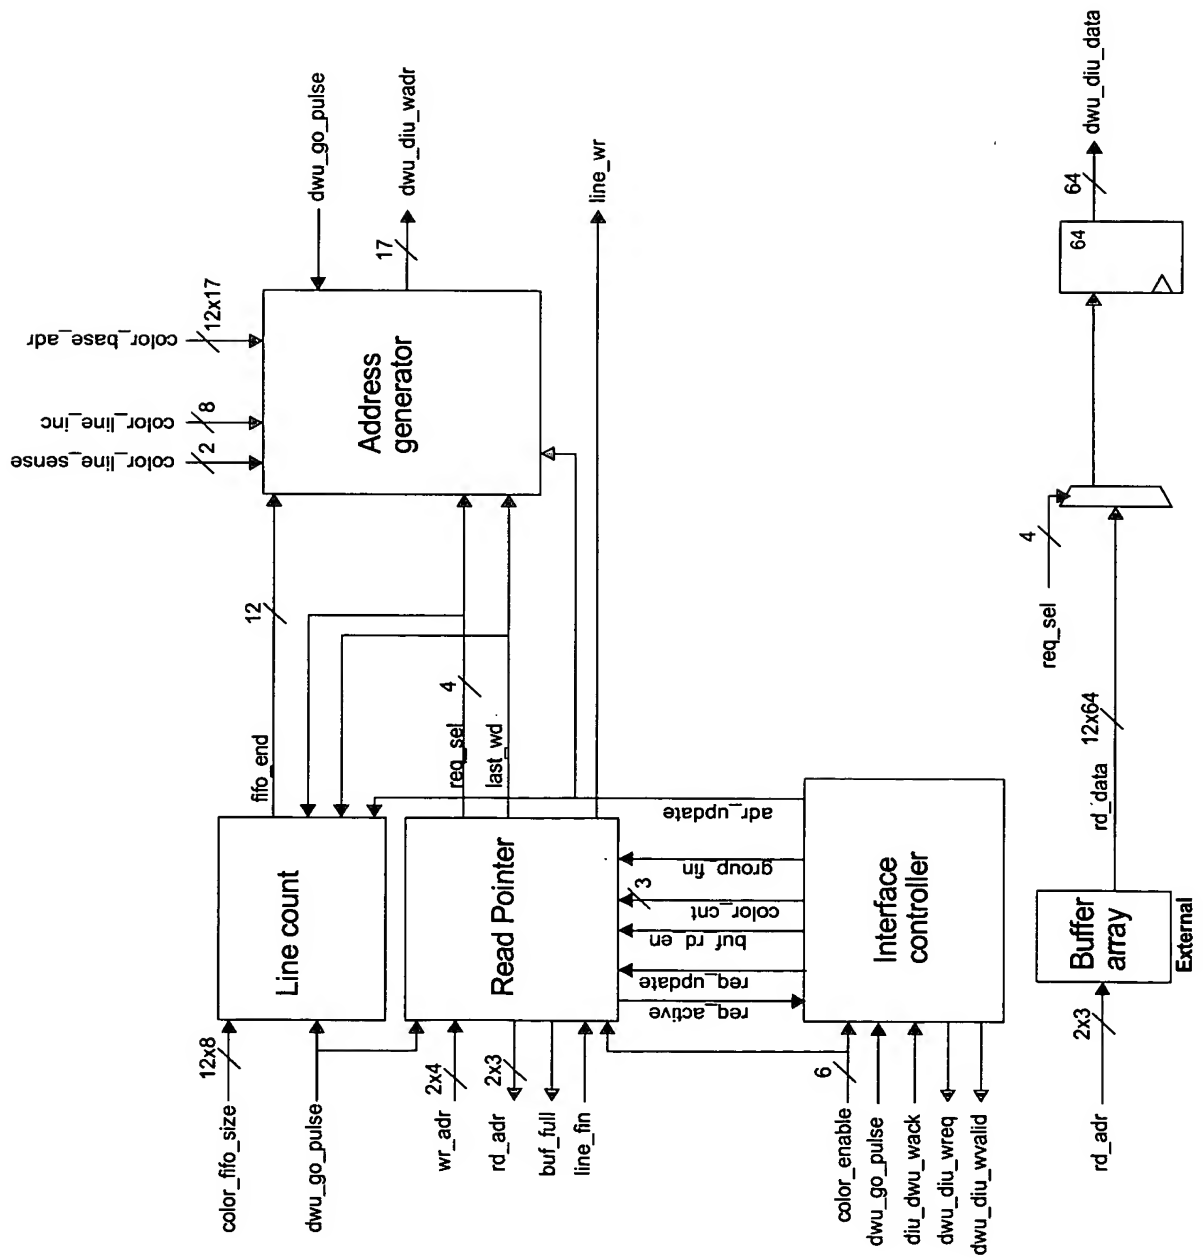 color_line_sense
2
color_line_inc
8
color_base_adr
12x17
dwu_go_pulse
17
dwu_diu_wadr
line_wr
Address
generator
fifo_end
12
req_sel
4
last_wd
color_fifo_size
12x8
dwu_go_pulse
Line count
wr_adr
2x4
rd_adr
2x3
buf_full
line_fin
Read Pointer
req_active
req_update
buf_rd_en
color_cnt
3
group_fin
adr_update
color_enable
6
dwu_go_pulse
diu_dwu_wack
dwu_diu_wreq
dwu_diu_wvalid
Interface
controller
rd_adr
2x3
Buffer
array
External
rd_data
12x64
req_sel
4
64
64
dwu_diu_data